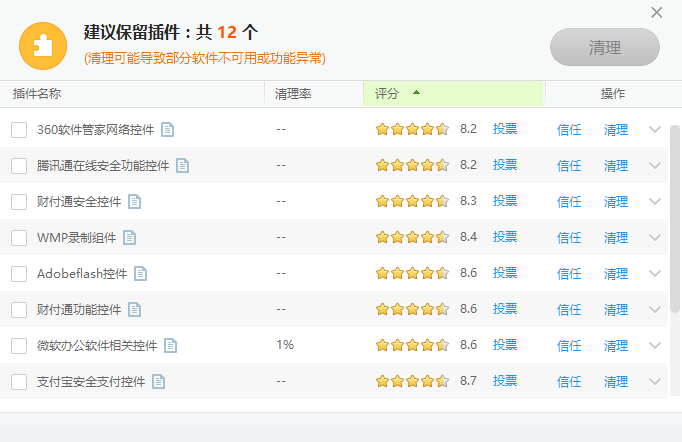 建议保留插件：共 12 个
(清理可能导致部分软件不可用或功能异常)
清理
插件名称 清理率 评分 操作
360软件管家网络控件 -- 8.2 投票 信任 清理
腾讯通在线安全功能控件 -- 8.2 投票 信任 清理
财付通安全控件 -- 8.3 投票 信任 清理
WMP录制组件 -- 8.4 投票 信任 清理
Adobeflash控件 -- 8.6 投票 信任 清理
财付通功能控件 -- 8.6 投票 信任 清理
微软办公软件相关控件 1% 8.6 投票 信任 清理
支付宝安全支付控件 -- 8.7 投票 信任 清理